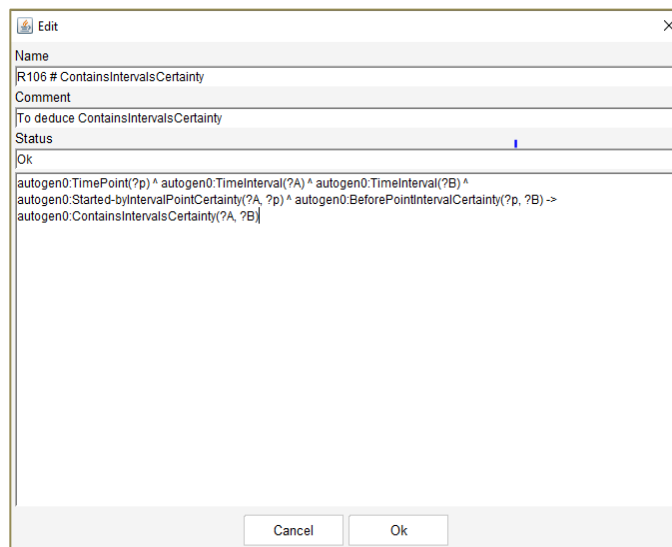 Edit
Name
R106 # ContainsIntervalsCertainty
Comment
To deduce ContainsIntervalsCertainty
Status
Ok
autogen0:TimePoint(?p) ^ autogen0:TimeInterval(?A) ^ autogen0:TimeInterval(?B) ^
autogen0:Started-byIntervalPointCertainty(?A, ?p) ^ autogen0:BeforePointIntervalCertainty(?p, ?B) ->
autogen0:ContainsIntervalsCertainty(?A, ?B)
Cancel Ok